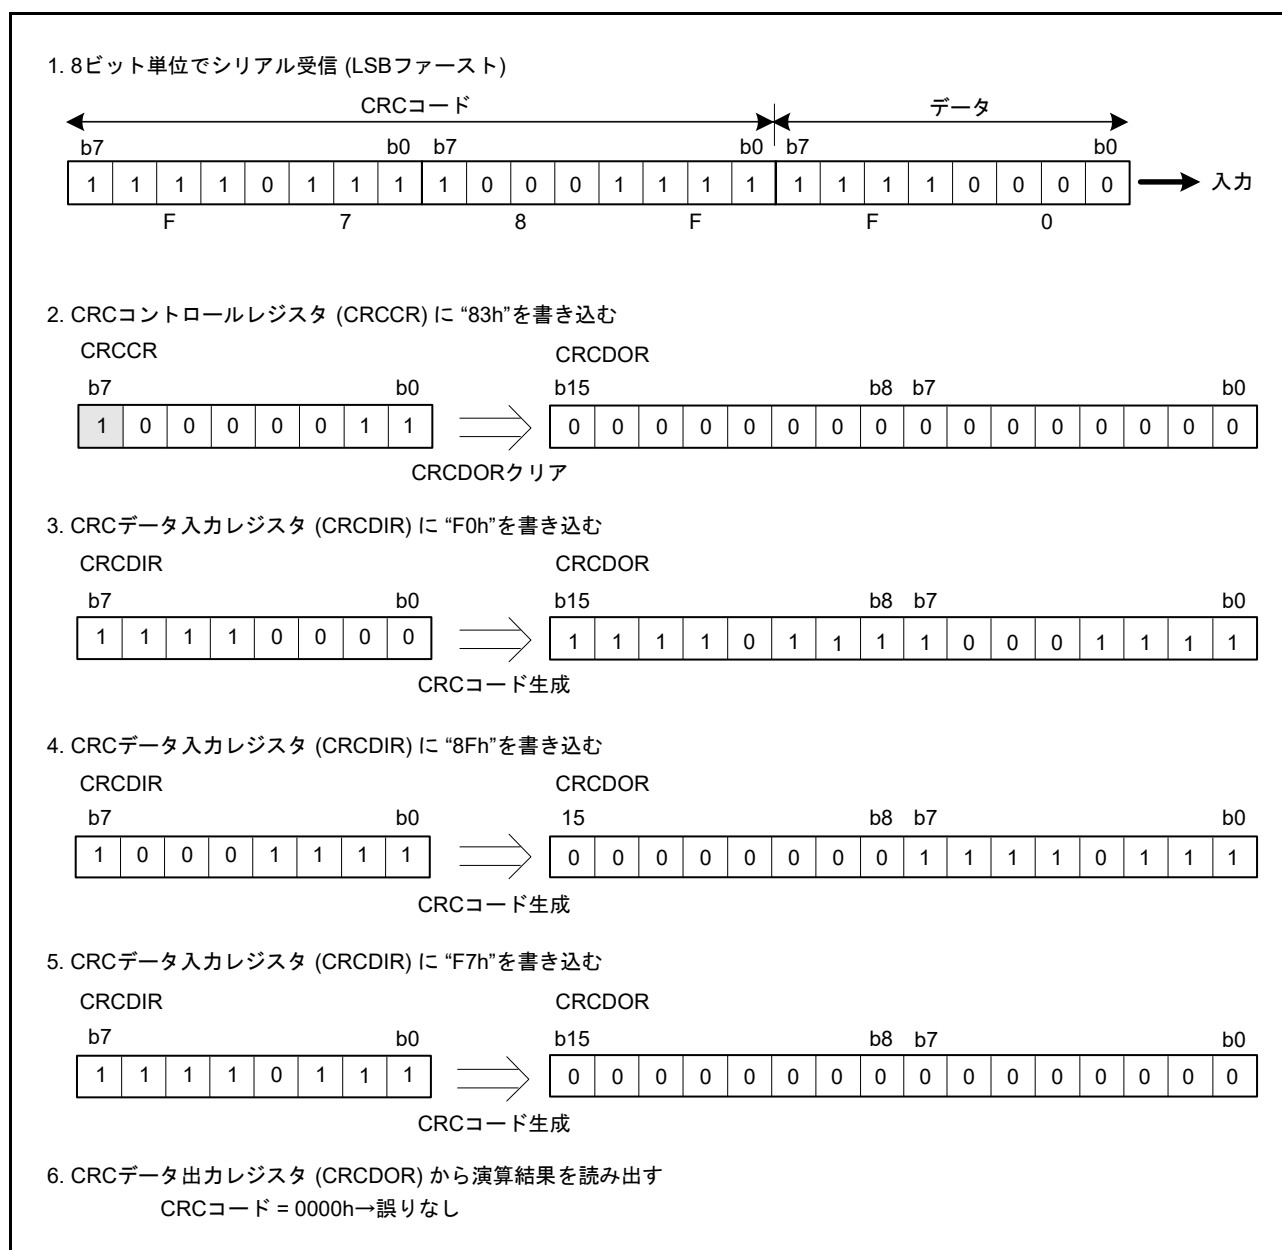 1. 8ビット単位でシリアル受信 (LSBファースト)
CRCコード データ
b7 b0 b7 b0 b7 b0
1 1 1 1 0 1 1 1 1 0 0 0 1 1 1 1 1 1 1 1 0 0 0 0 入力
F 7 8 F F 0
2. CRCコントロールレジスタ (CRCCR) に “83h”を書き込む
CRCCR CRCDOR
b7 b0 b15 b8 b7 b0
1 0 0 0 0 0 1 1 0 0 0 0 0 0 0 0 0 0 0 0 0 0 0 0
CRCDORクリア
3. CRCデータ入力レジスタ (CRCDIR) に “F0h”を書き込む
CRCDIR CRCDOR
b7 b0 b15 b8 b7 b0
1 1 1 1 0 0 0 0 1 1 1 1 0 1 1 1 1 0 0 0 1 1 1 1
CRCコード生成
4. CRCデータ入力レジスタ (CRCDIR) に “8Fh”を書き込む
CRCDIR CRCDOR
b7 b0 15 b8 b7 b0
1 0 0 0 1 1 1 1 0 0 0 0 0 0 0 0 1 1 1 1 0 1 1 1
CRCコード生成
5. CRCデータ入力レジスタ (CRCDIR) に “F7h”を書き込む
CRCDIR CRCDOR
b7 b0 b15 b8 b7 b0
1 1 1 1 0 1 1 1 0 0 0 0 0 0 0 0 0 0 0 0 0 0 0 0
CRCコード生成
6. CRCデータ出力レジスタ (CRCDOR) から演算結果を読み出す
CRCコード = 0000h→誤りなし